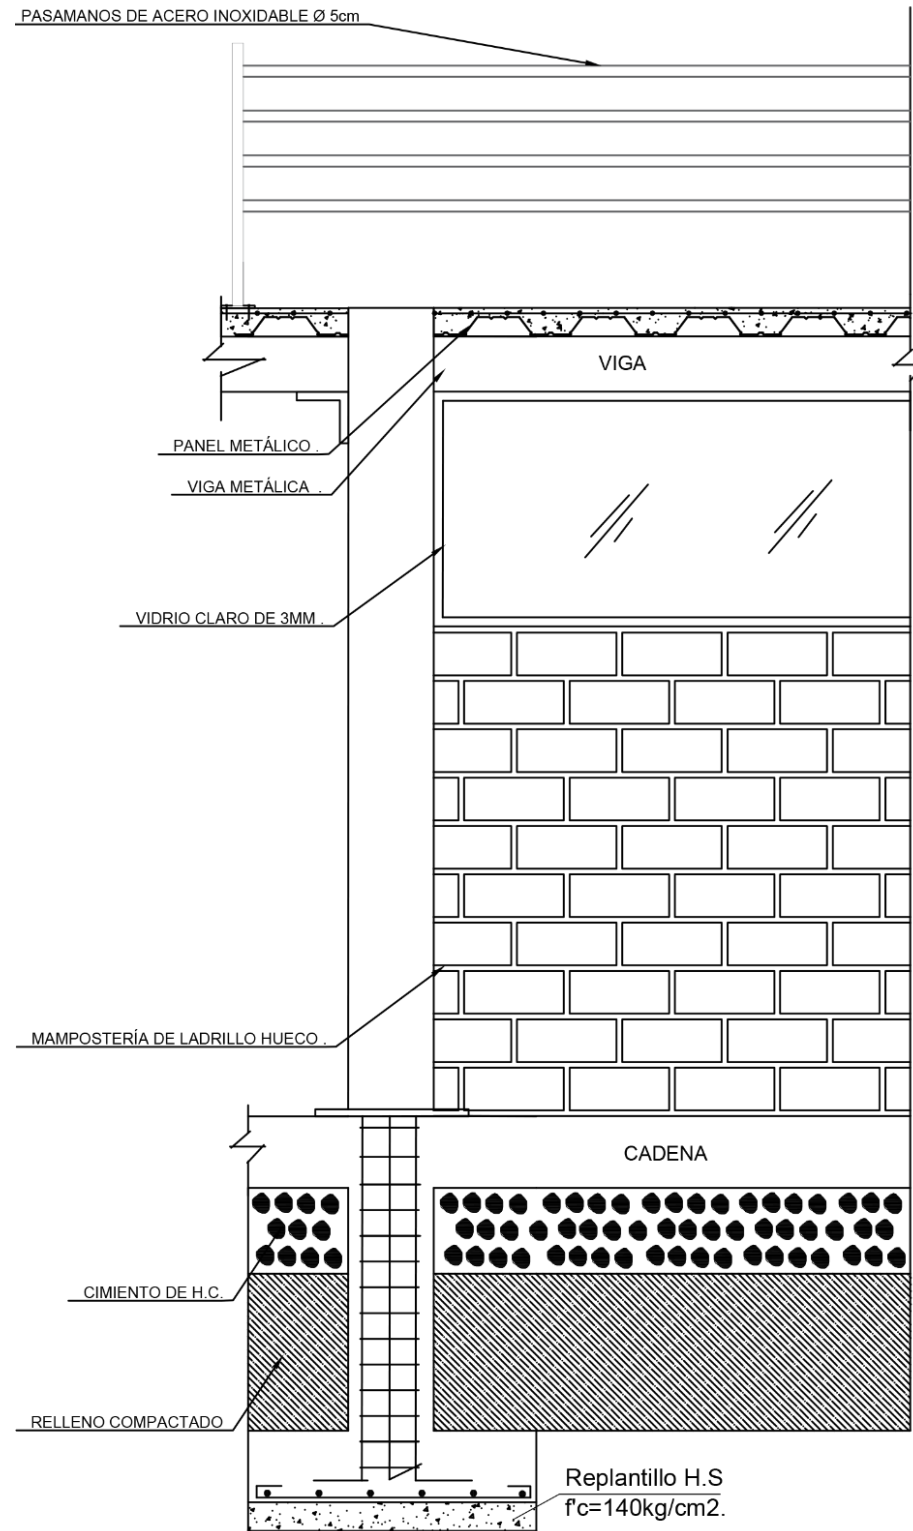 PASAMANOS DE ACERO INOXIDABLE Ø 5cm
VIGA
PANEL METÁLICO .
VIGA METÁLICA .
VIDRIO CLARO DE 3MM .
MAMPOSTERÍA DE LADRILLO HUECO .
CADENA
CIMIENTO DE H.C.
RELLENO COMPACTADO
Replantillo H.S
f'c=140kg/cm2.